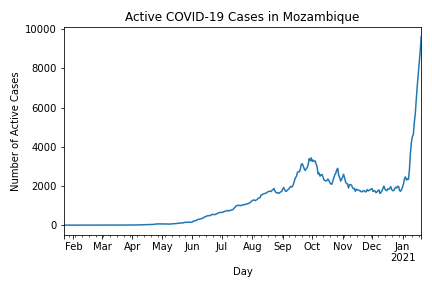 Active COVID-19 Cases in Mozambique
Number of Active Cases
10000
8000
6000
4000
2000
0
Feb Mar Apr May Jun Jul Aug Sep Oct Nov Dec Jan
2021
Day